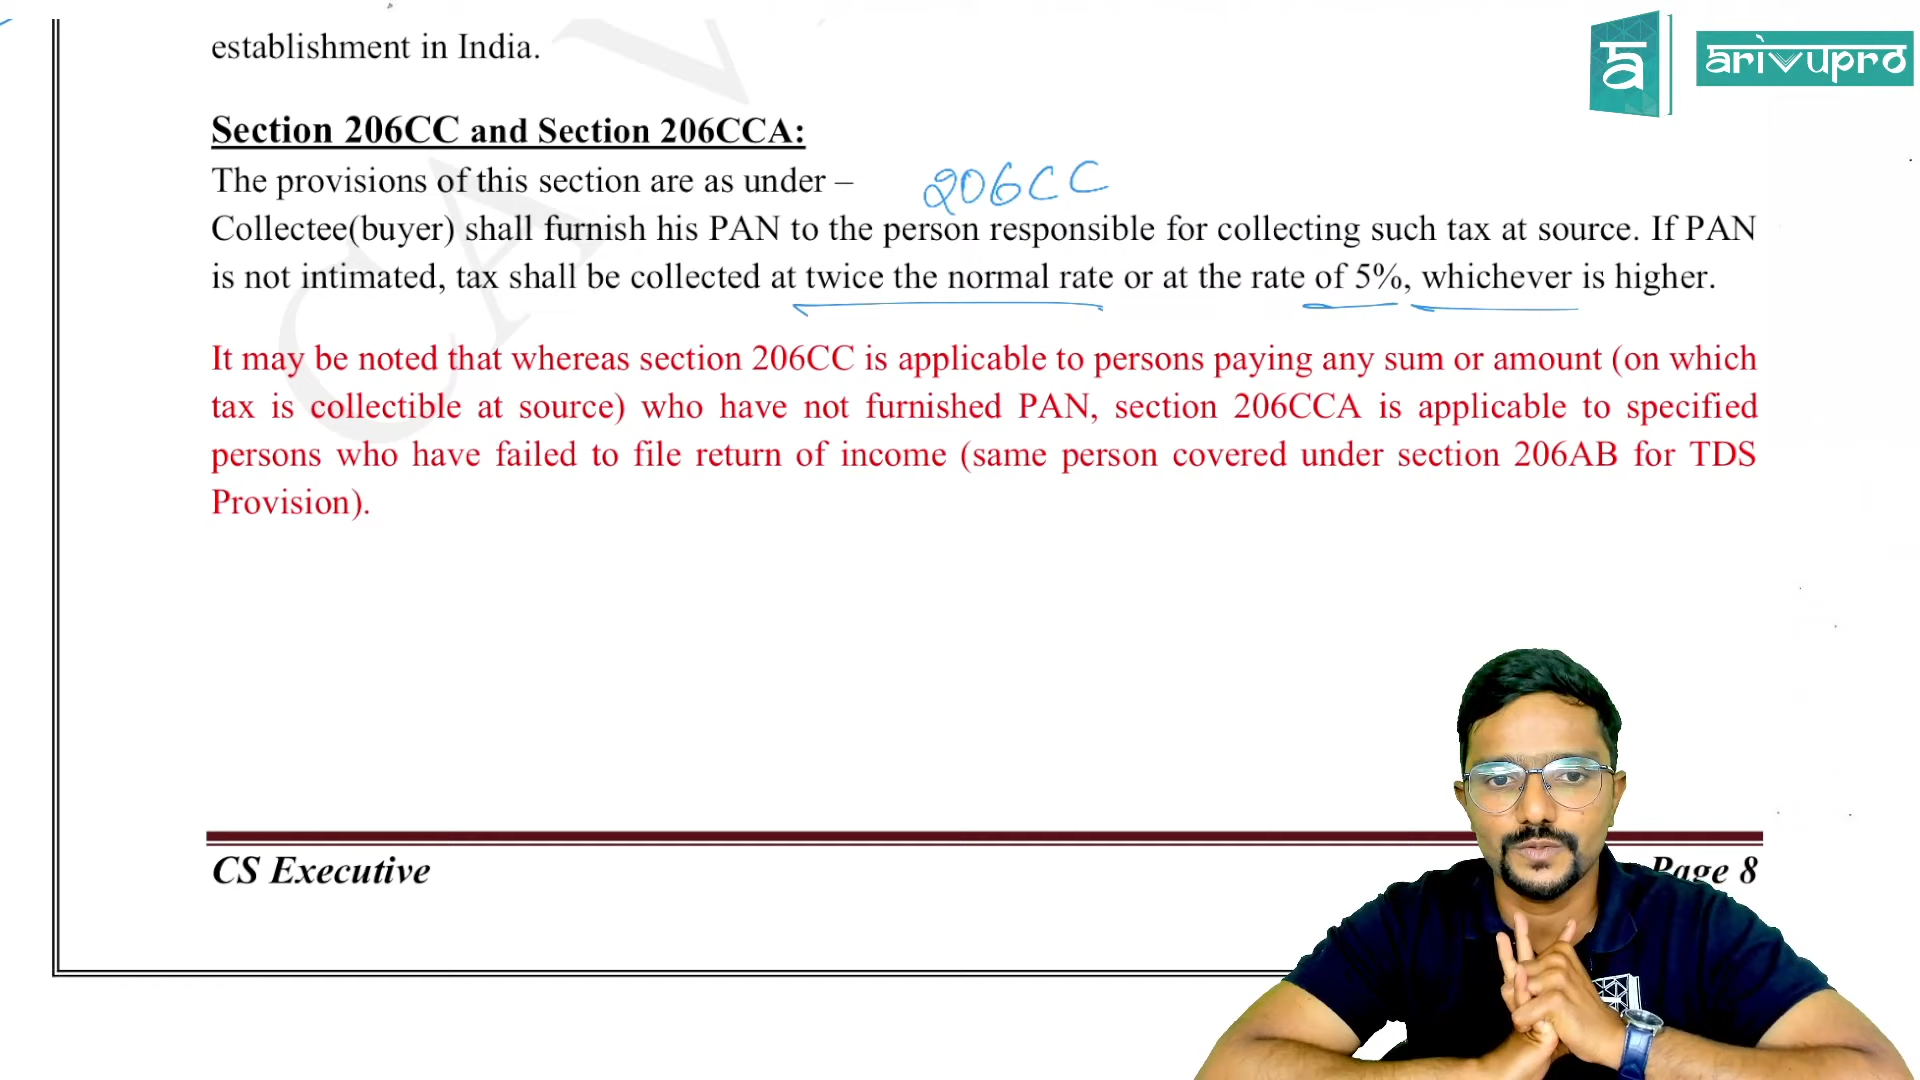 establishment in India.
ā arivupro
Section 206CC and Section 206CCA:
The provisions of this section are as under –
206CC
Collectee(buyer) shall furnish his PAN to the person responsible for collecting such tax at source. If PAN
is not intimated, tax shall be collected at twice the normal rate or at the rate of 5%, whichever is higher.
It may be noted that whereas section 206CC is applicable to persons paying any sum or amount (on which
tax is collectible at source) who have not furnished PAN, section 206CCA is applicable to specified
persons who have failed to file return of income (same person covered under section 206AB for TDS
Provision).
CS Executive
Page 8